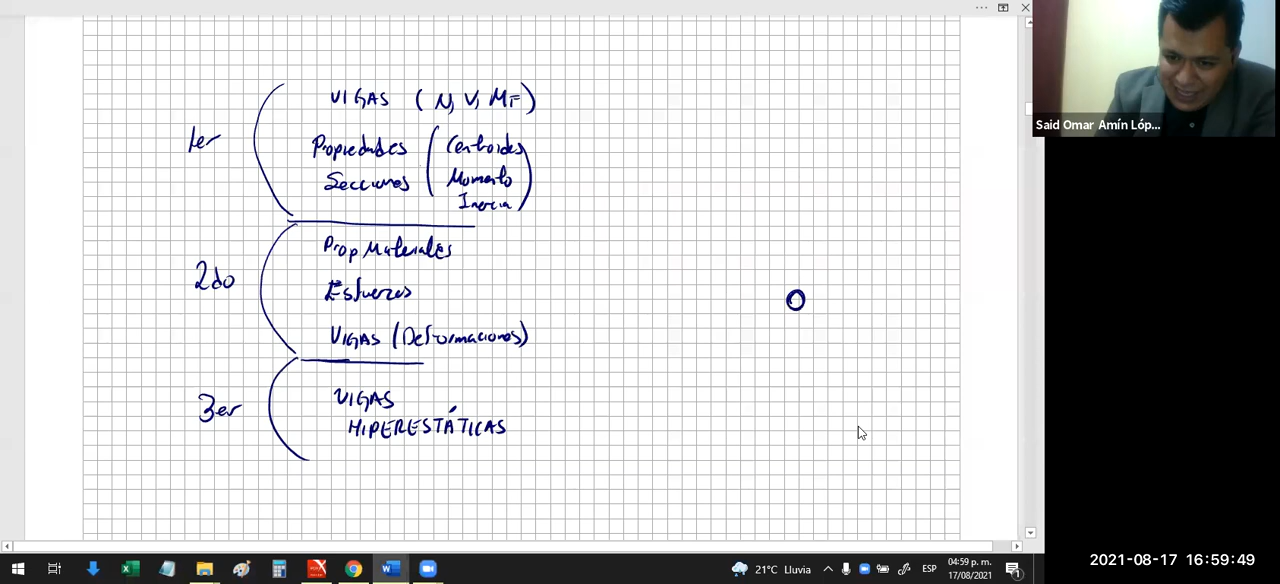 VIGAS (N, V, MF)
1er
Propiedades
Secciones
Centroides
Momento
Inercia
2do
Prop Materiales
Esfuerzos
VIGAS (Deformaciones)
3er
VIGAS
HIPERESTÁTICAS
Said Omar Amín Lóp...
21°C Lluvia
ESP
04:59 p. m.
17/08/2021
2021-08-17 16:59:49